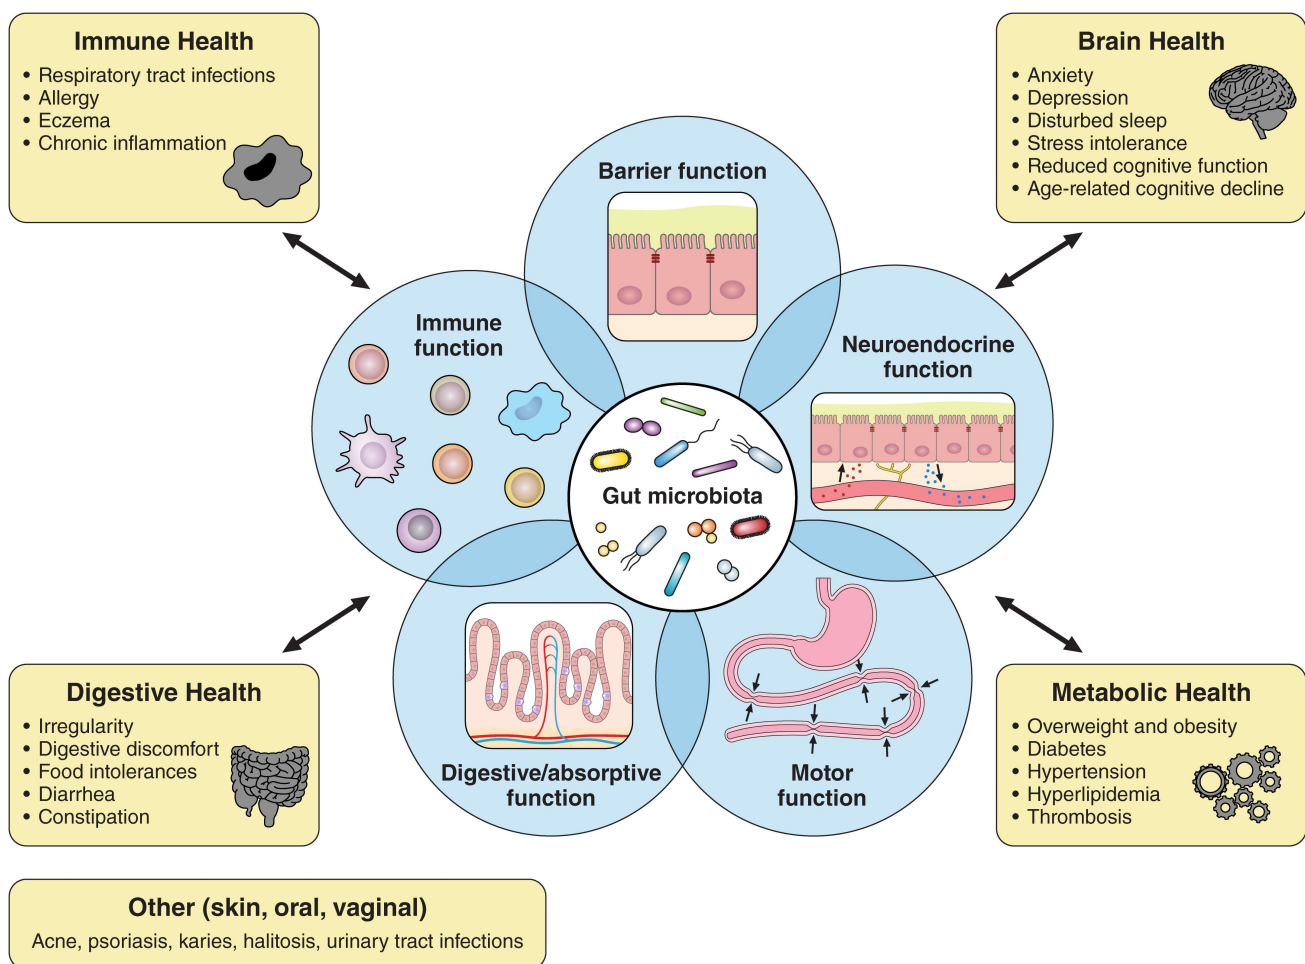 Immune Health
• Respiratory tract infections
• Allergy
• Eczema
• Chronic inflammation
Brain Health
• Anxiety
• Depression
• Disturbed sleep
• Stress intolerance
• Reduced cognitive function
• Age-related cognitive decline
Barrier function
Immune
function
Neuroendocrine
function
Gut microbiota
Digestive/absorptive
function
Motor
function
Digestive Health
• Irregularity
• Digestive discomfort
• Food intolerances
• Diarrhea
• Constipation
Metabolic Health
• Overweight and obesity
• Diabetes
• Hypertension
• Hyperlipidemia
• Thrombosis
Other (skin, oral, vaginal)
Acne, psoriasis, karies, halitosis, urinary tract infections